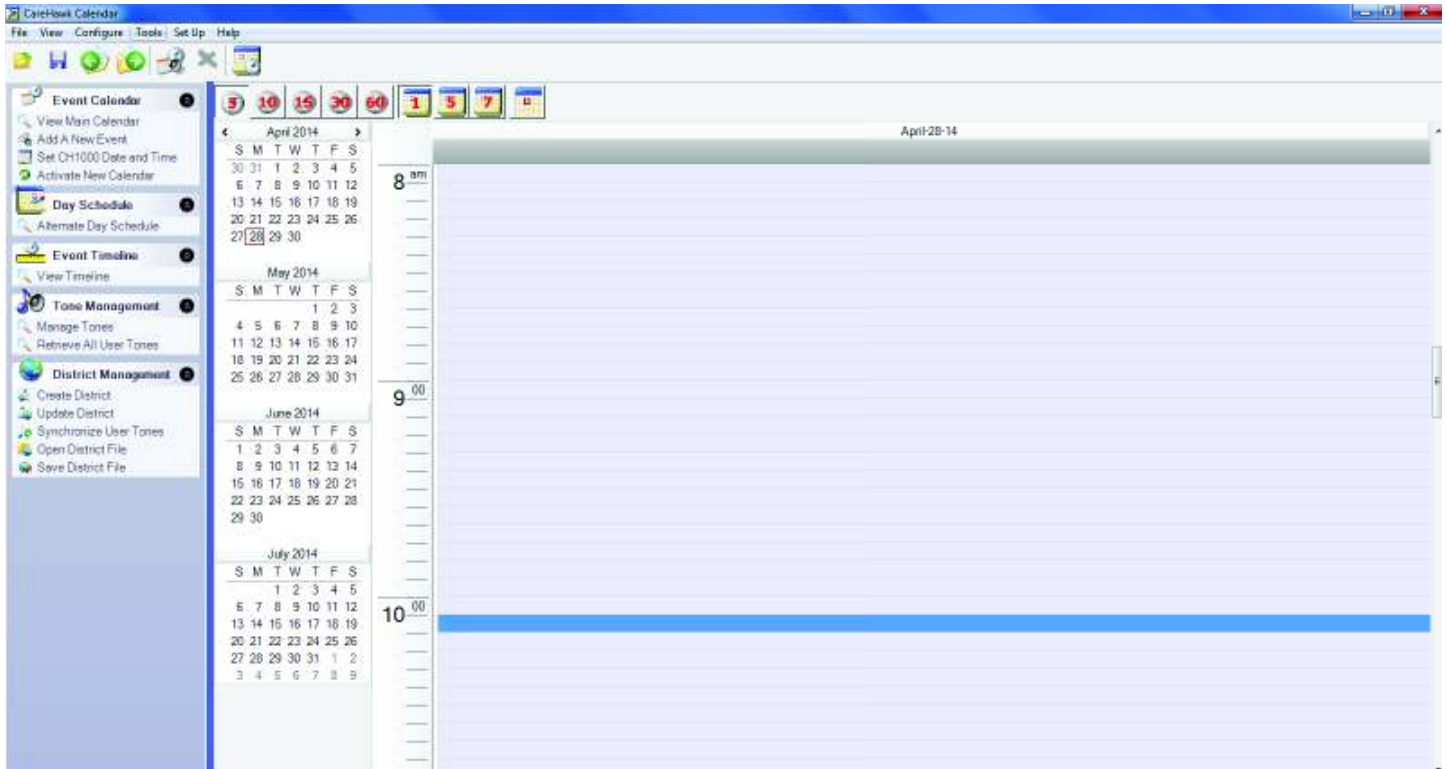 CareHawk Calendar
File View Configure Tools Set Up Help
Event Calendar
View Main Calendar
Add A New Event
Set CH1000 Date and Time
Activate New Calendar
Day Schedule
Alternate Day Schedule
Event Timeline
View Timeline
Tone Management
Manage Tones
Retrieve All User Tones
District Management
Create District
Update District
Synchronize User Tones
Open District File
Save District File
5 10 15 30 60 1 5 7
April 2014
S M T W T F S
30 31 1 2 3 4 5
6 7 8 9 10 11 12
13 14 15 16 17 18 19
20 21 22 23 24 25 26
27 28 29 30
May 2014
S M T W T F S
1 2 3
4 5 6 7 8 9 10
11 12 13 14 15 16 17
18 19 20 21 22 23 24
25 26 27 28 29 30 31
June 2014
S M T W T F S
1 2 3 4 5 6 7
8 9 10 11 12 13 14
15 16 17 18 19 20 21
22 23 24 25 26 27 28
29 30
July 2014
S M T W T F S
1 2 3 4 5
6 7 8 9 10 11 12
13 14 15 16 17 18 19
20 21 22 23 24 25 26
27 28 29 30 31 1 2
3 4 5 6 7 8 9
April-28-14
8 am
9 00
10 00